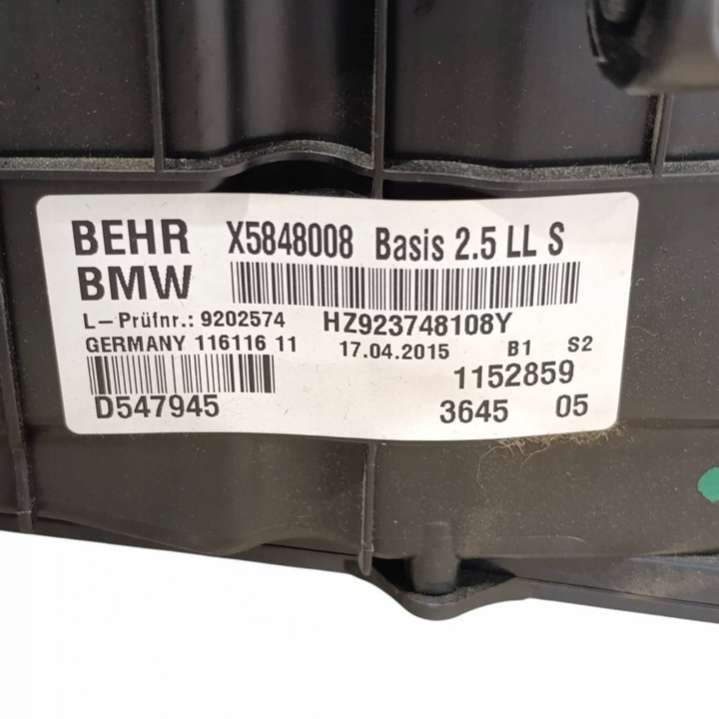 BEHR X5848008 Basis 2.5 LL S
BMW
L-Prüfnr.: 9202574 HZ923748108Y
GERMANY 116116 11 17.04.2015 B1 S2
1152859
D547945 3645 05